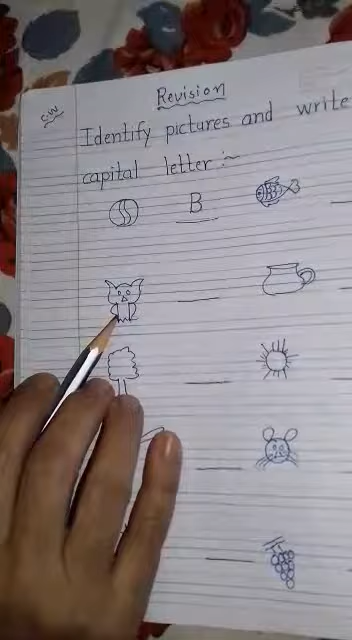 C.W
Revision
Identify pictures and write
capital letter :~
B